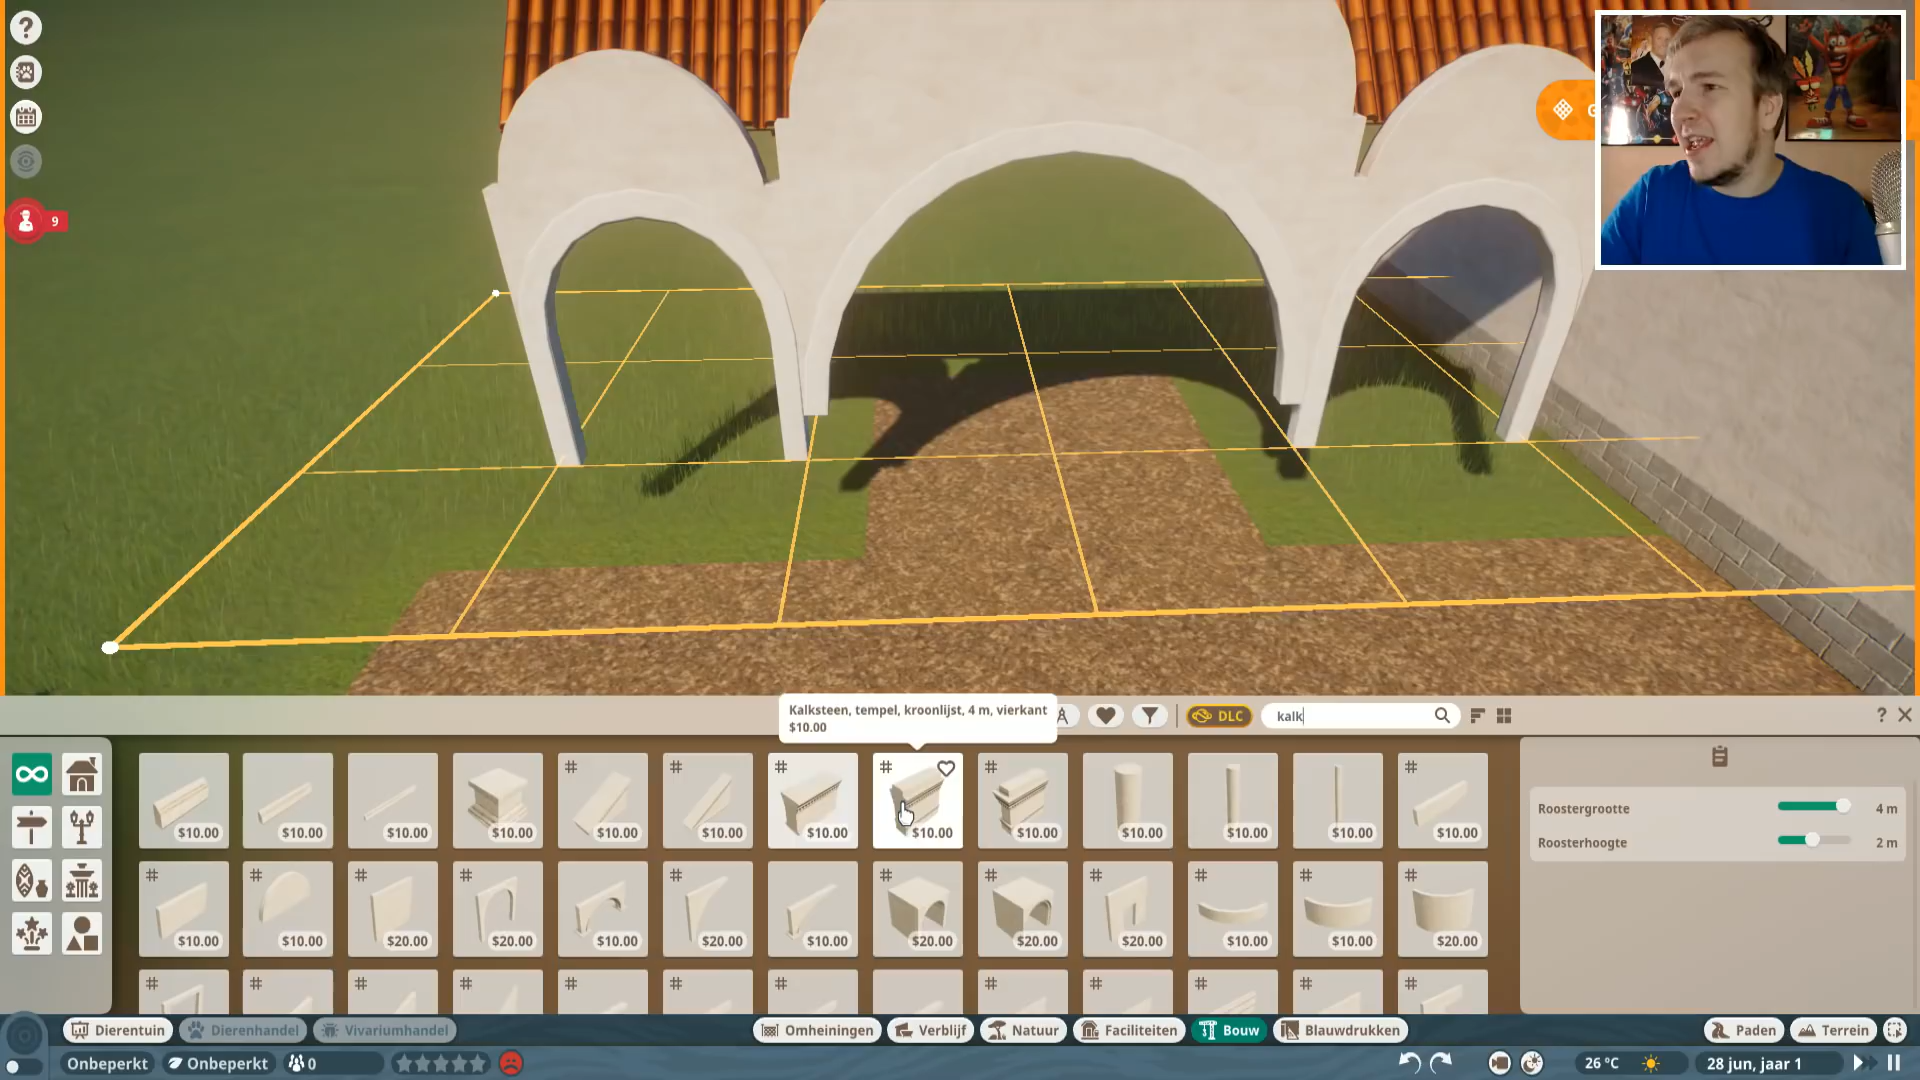 ?
9
G
Kalksteen, tempel, kroonlijst, 4 m, vierkant
$10.00
DLC
kalk
?
$10.00 $10.00 $10.00 $10.00 $10.00 $10.00 $10.00 $10.00 $10.00 $10.00 $10.00 $10.00 $10.00
$10.00 $10.00 $20.00 $20.00 $10.00 $20.00 $10.00 $20.00 $20.00 $20.00 $10.00 $10.00 $20.00
Roostergrootte 4 m
Roosterhoogte 2 m
Dierentuin Dierenhandel Vivariumhandel Omheiningen Verblijf Natuur Faciliteiten Bouw Blauwdrukken Paden Terrein
Onbeperkt Onbeperkt 0 26 °C 28 jun, jaar 1